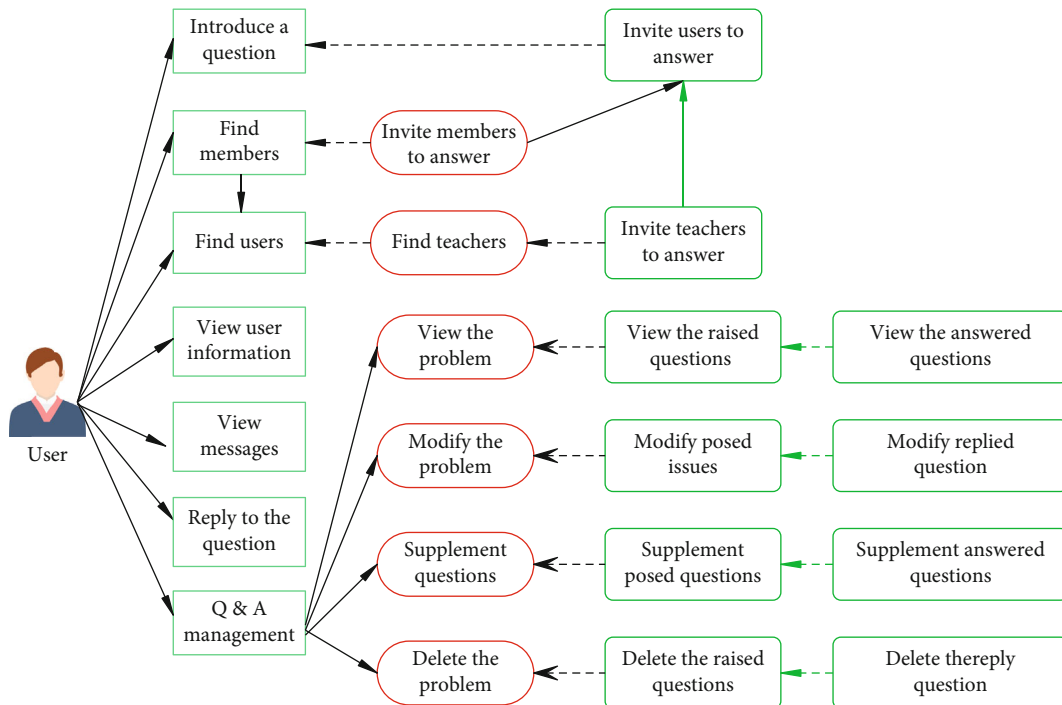 Introduce a
question
Invite users to
answer
Find
members
Invite members
to answer
Find users
Find teachers
Invite teachers
to answer
View user
information
View the
problem
View the raised
questions
View the answered
questions
View
messages
User
Modify the
problem
Modify posed
issues
Modify replied
question
Reply to the
question
Supplement
questions
Supplement
posed questions
Supplement answered
questions
Q & A
management
Delete the
problem
Delete the raised
questions
Delete thereply
question